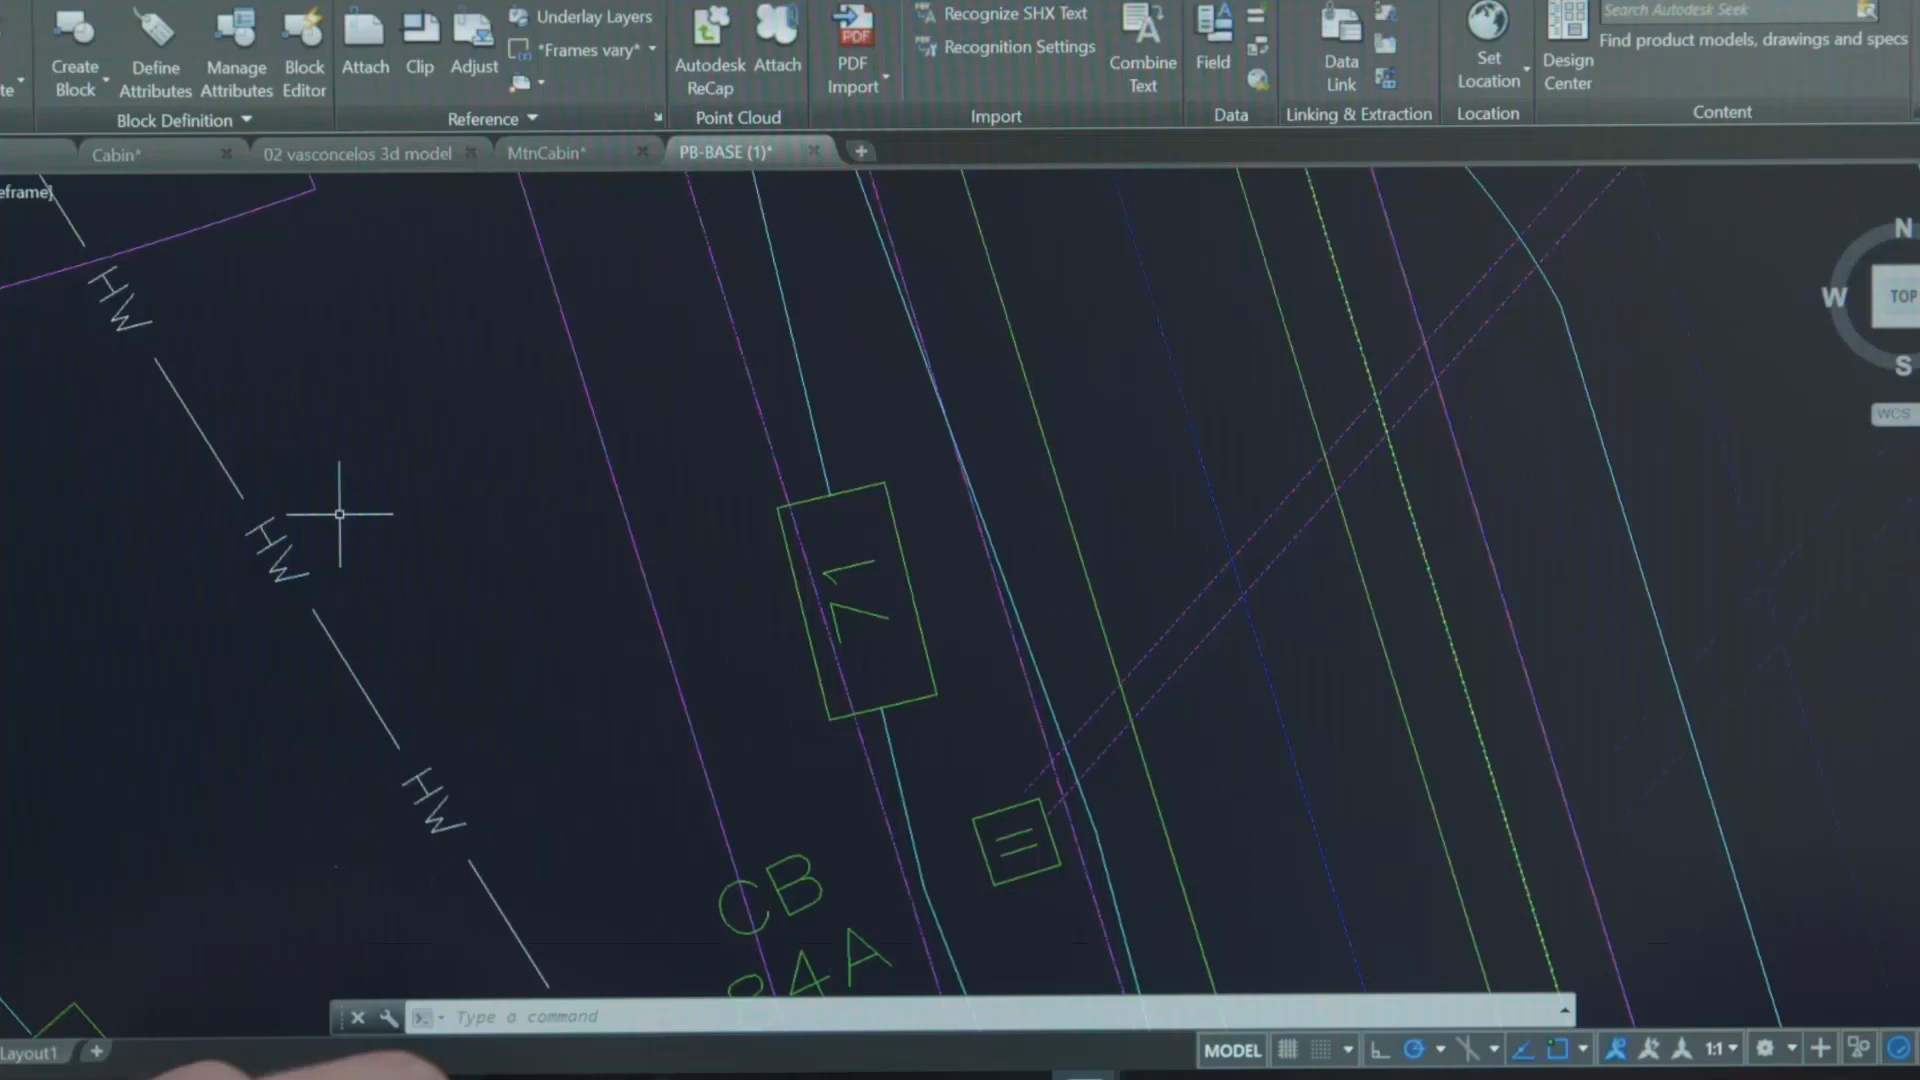 Create
Block
Define
Attributes
Manage
Attributes
Block
Editor
Block Definition
Attach
Clip
Adjust
Underlay Layers
*Frames vary*
Reference
Autodesk
ReCap
Attach
Point Cloud
PDF
PDF
Import
Recognize SHX Text
Recognition Settings
Combine
Text
Import
Field
Data
Data
Link
Linking & Extraction
Set
Location
Location
Design
Center
Search Autodesk Seek
Find product models, drawings and specs
Content
Cabin*
02 vasconcelos 3d model
MtnCabin*
PB-BASE (1)*
eframe]
N
W
TOP
S
WCS
HW
HW
HW
71
CB
4A
Type a command
Layout1
MODEL
1:1